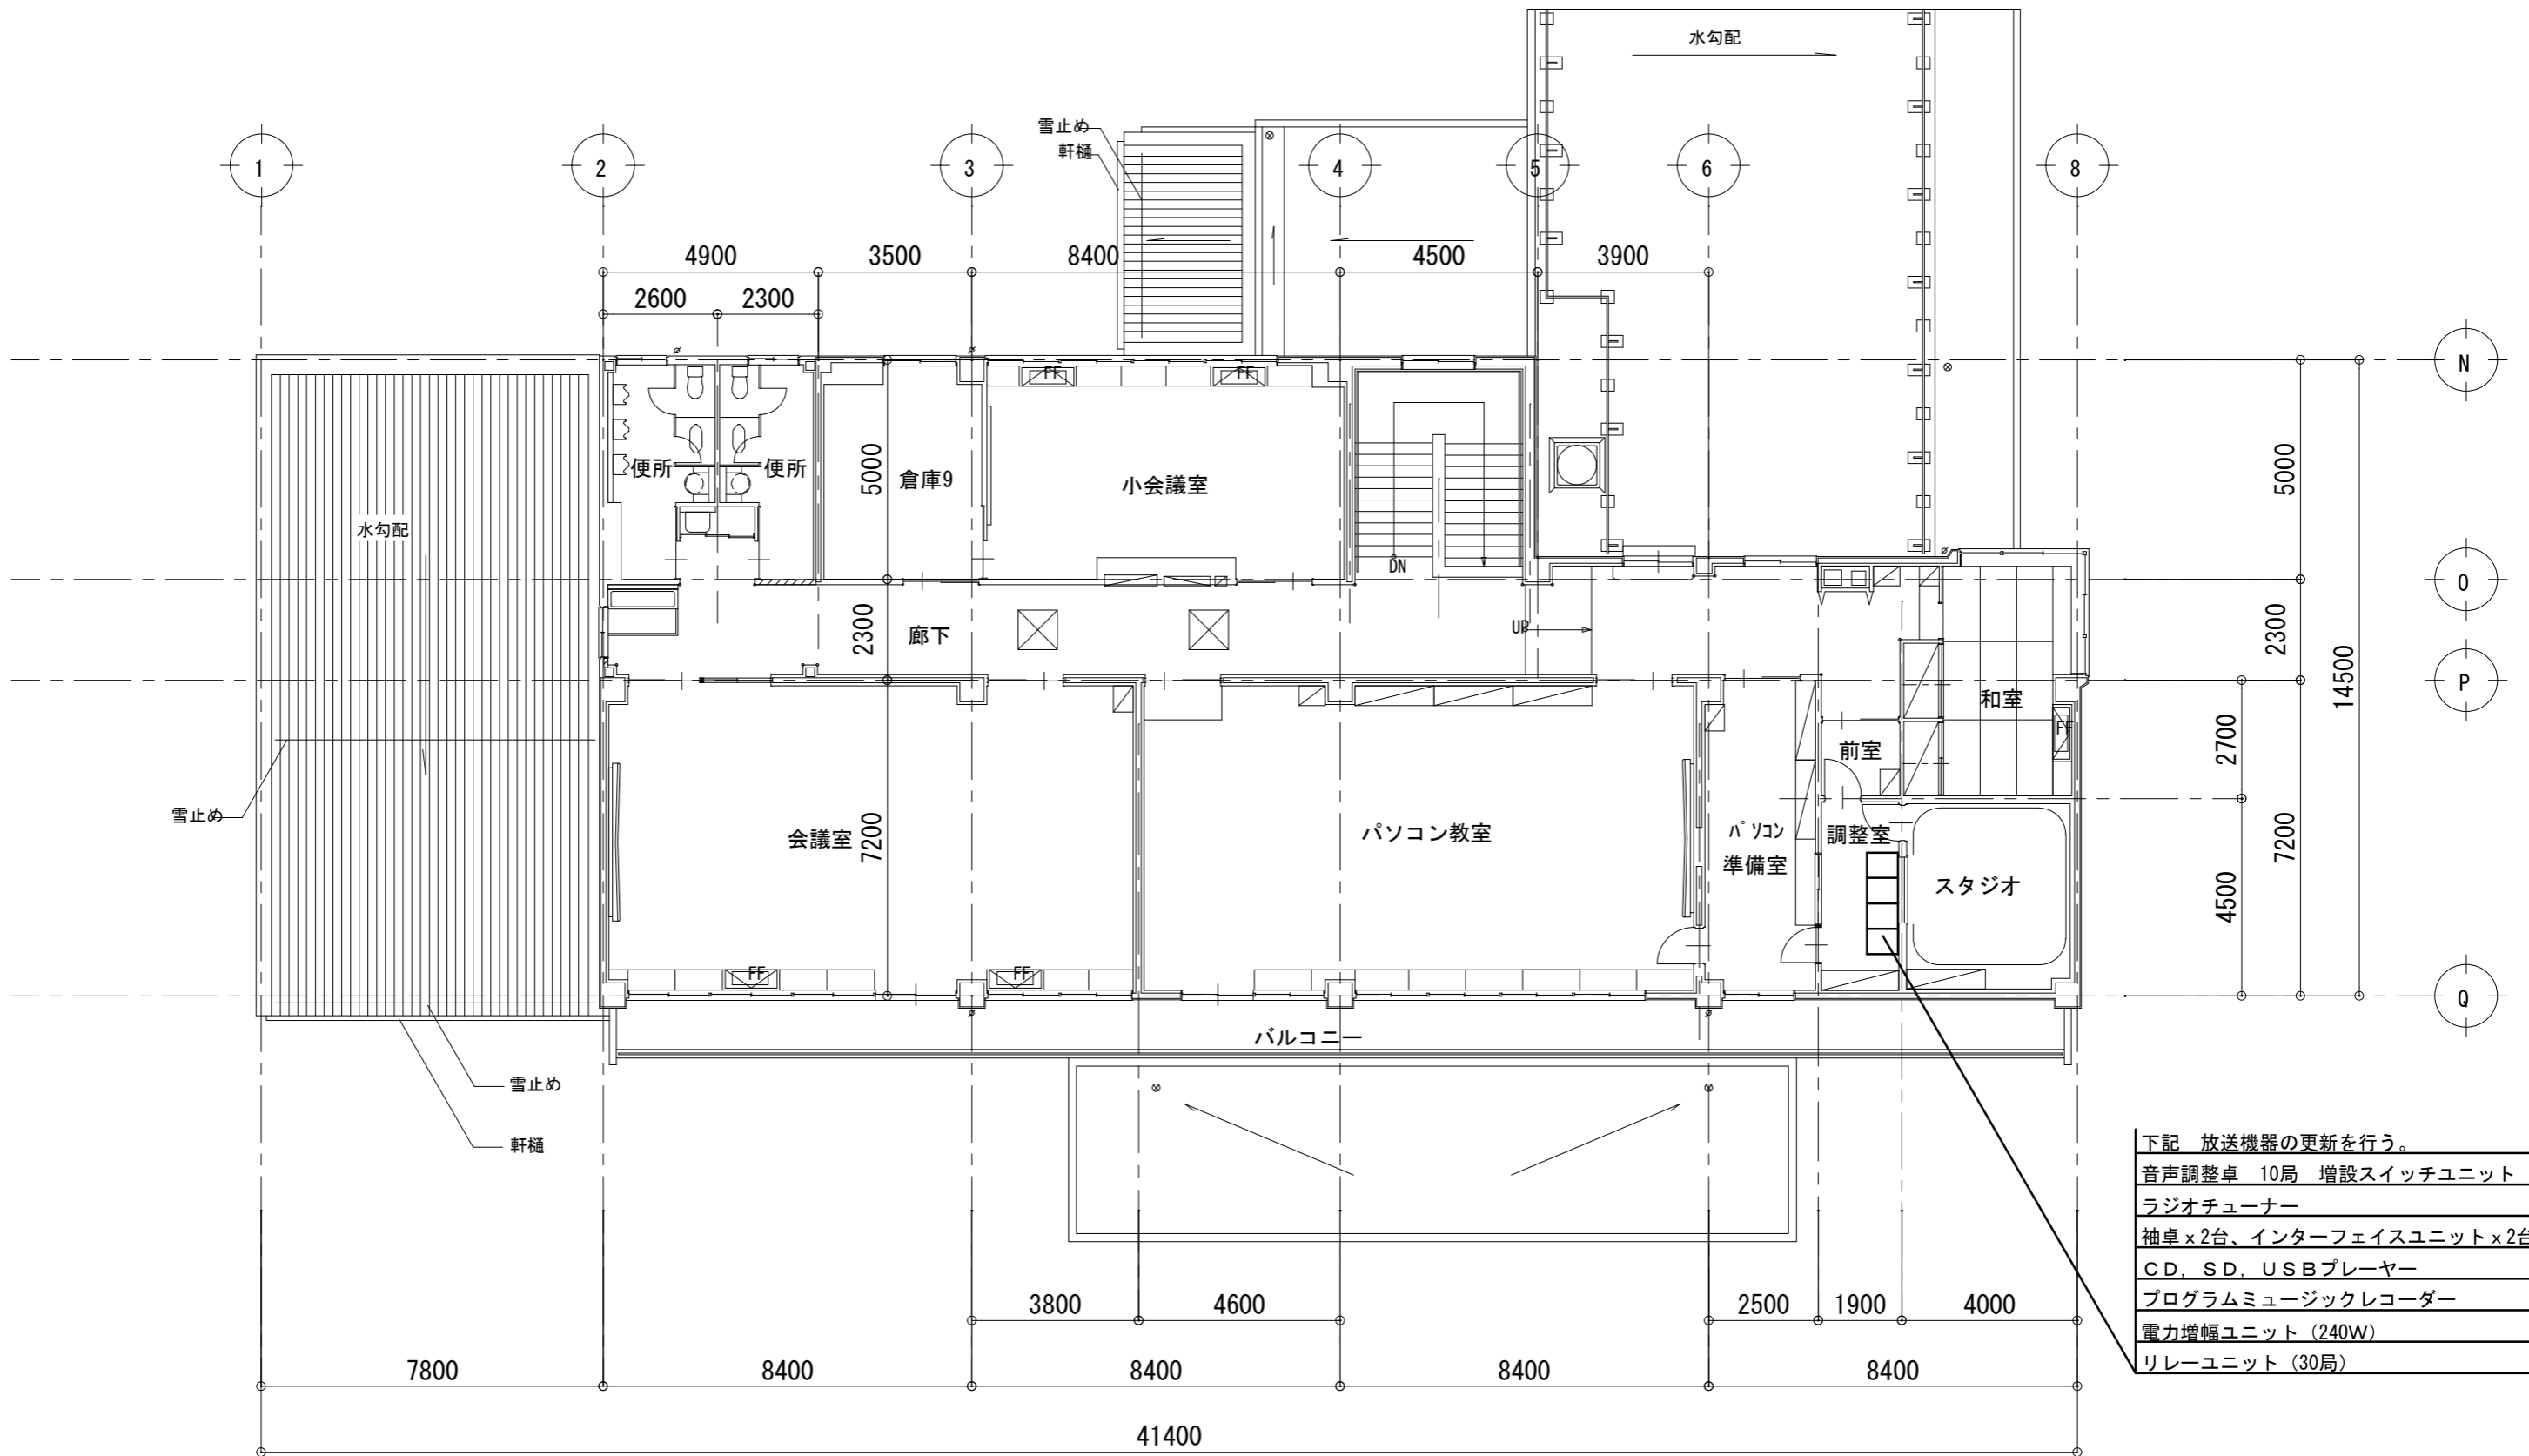 水勾配
雪止め
軒樋
1
2
3
4
5
6
8
4900
3500
8400
4500
3900
2600
2300
N
FF
FF
5000
5000
便所
便所
倉庫9
小会議室
水勾配
DN
O
2300
廊下
UP
2300
14500
P
和室
FF
2700
前室
雪止め
会議室
7200
パソコン教室
パソコン
準備室
調整室
スタジオ
7200
4500
FF
FF
Q
バルコニー
雪止め
軒樋
下記 放送機器の更新を行う。
音声調整卓 10局 増設スイッチユニット
ラジオチューナー
袖卓x2台、インターフェイスユニットx2台
CD, SD, USBプレーヤー
プログラムミュージックレコーダー
電力増幅ユニット(240W)
リレーユニット(30局)
3800
4600
2500
1900
4000
7800
8400
8400
8400
8400
41400